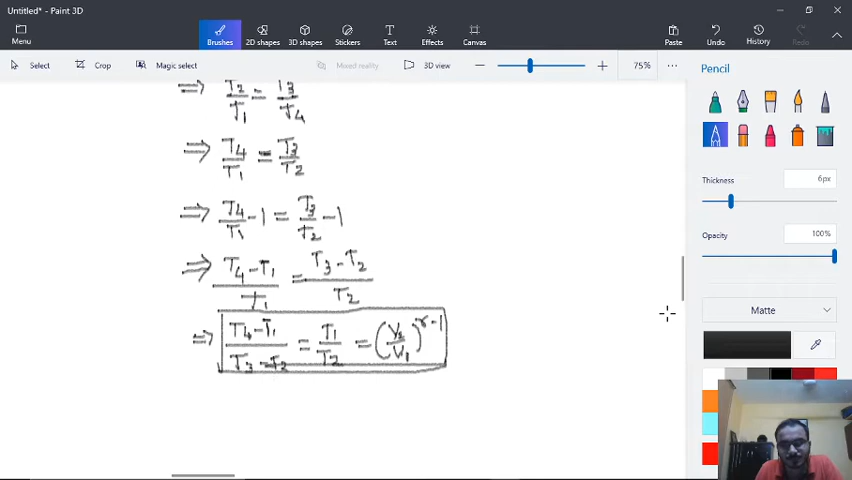 Untitled* - Paint 3D
Menu
Brushes
2D shapes
3D shapes
Stickers
Text
Effects
Canvas
Paste
Undo
History
Redo
Select
Crop
Magic select
Mixed reality
3D view
75%
Pencil
Thickness
6px
Opacity
100%
Matte
⇒ T₂/T₁ = T₃/T₄
⇒ T₄/T₁ = T₃/T₂
⇒ T₄/T₁ - 1 = T₃/T₂ - 1
⇒ (T₄ - T₁)/T₁ = (T₃ - T₂)/T₂
⇒ (T₄ - T₁)/(T₃ - T₂) = T₁/T₂ = (V₂/V₁)^(γ-1)